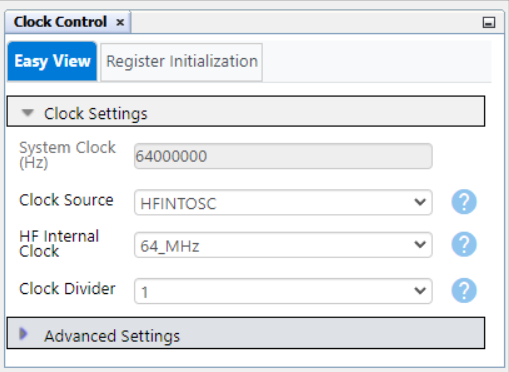 Clock Control ×
Easy View Register Initialization
Clock Settings
System Clock
(Hz)
64000000
Clock Source HFINTOSC ?
HF Internal
Clock
64_MHz ?
Clock Divider 1 ?
Advanced Settings